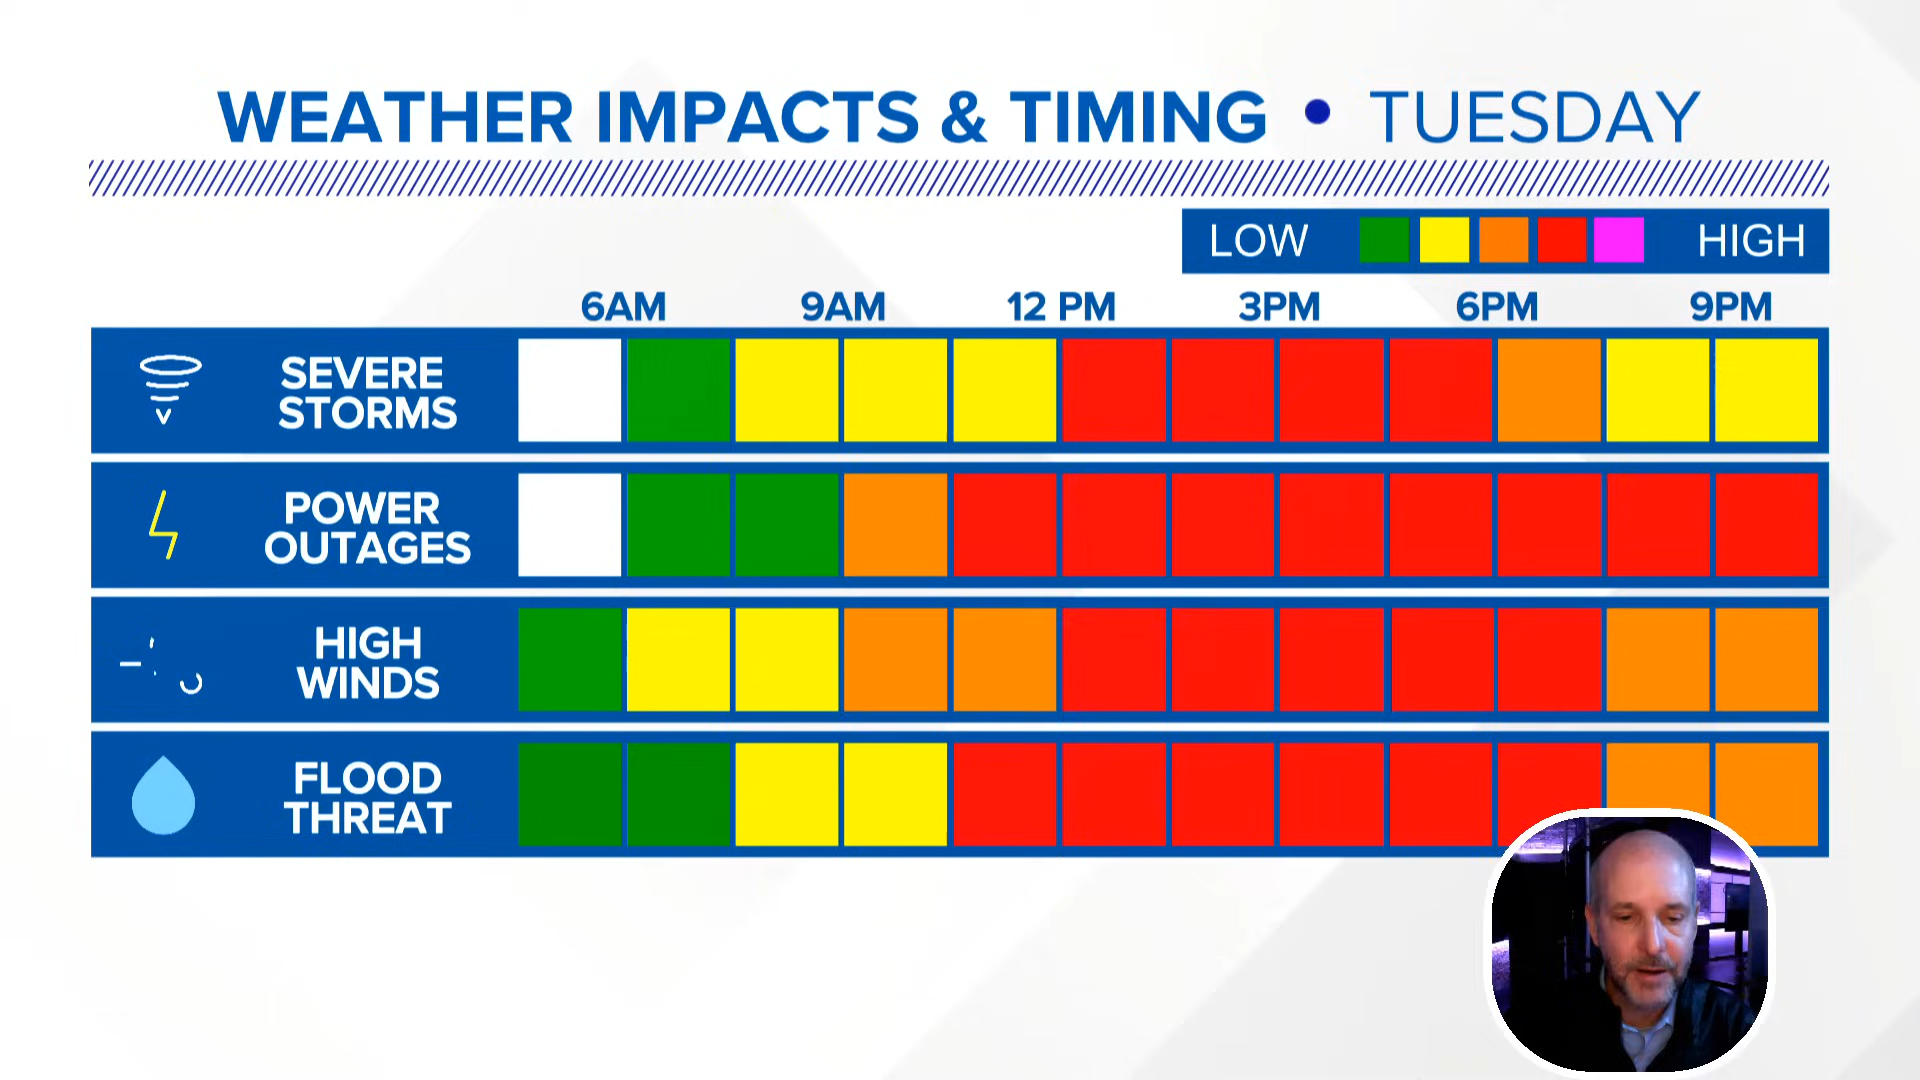 WEATHER IMPACTS & TIMING • TUESDAY
LOW HIGH
6AM 9AM 12 PM 3PM 6PM 9PM
SEVERE
STORMS
POWER
OUTAGES
HIGH
WINDS
FLOOD
THREAT